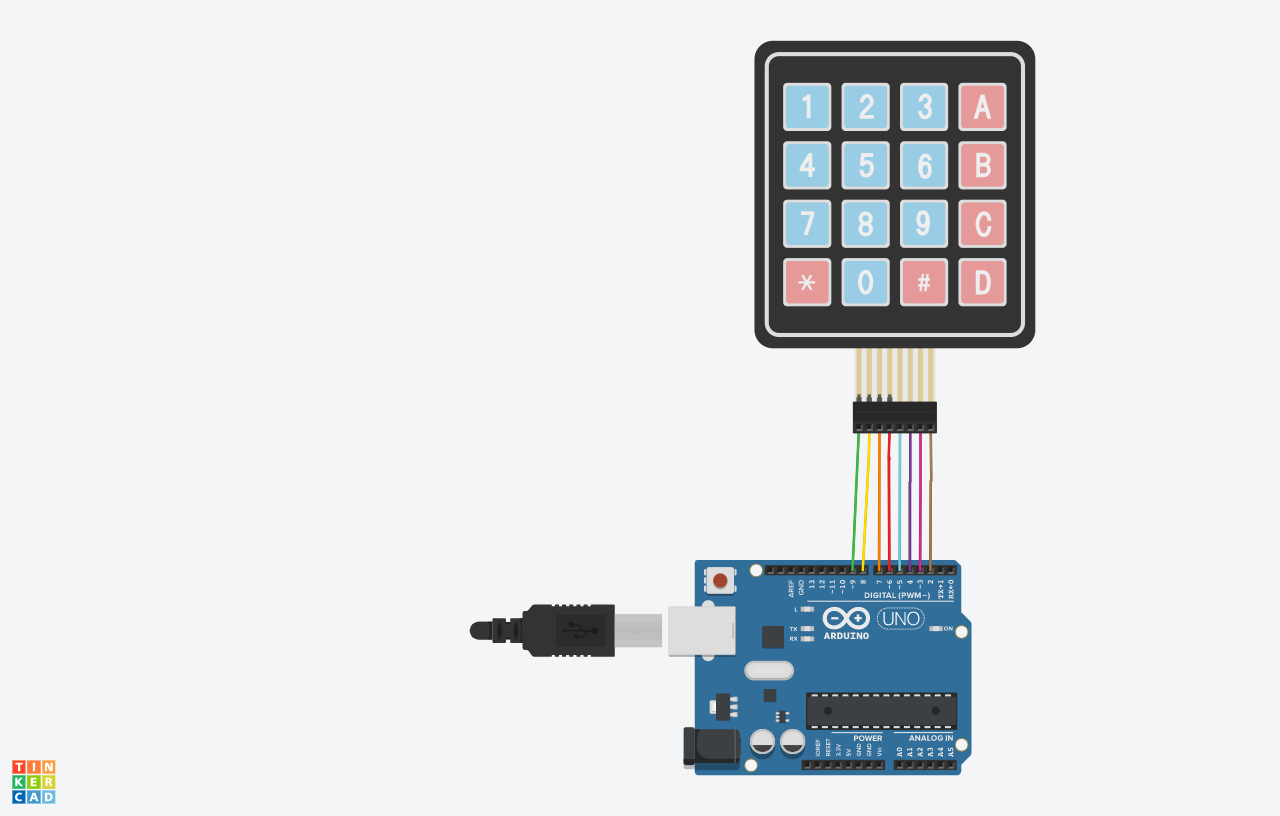 1 2 3 A
4 5 6 B
7 8 9 C
* 0 # D
AREF
GND
13
12
~11
~10
~9
8
7
~6
~5
4
~3
2
TX→1
RX←0
DIGITAL (PWM~)
L
TX
RX
ARDUINO
UNO
ON
POWER
ANALOG IN
IOREF
RESET
3.3V
5V
GND
GND
Vin
A0
A1
A2
A3
A4
A5
TIN
KER
CAD